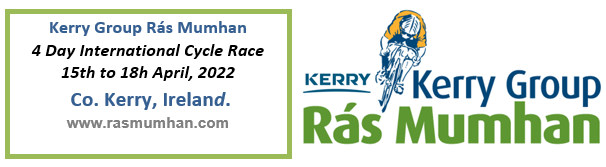 Kerry Group Rás Mumhan
4 Day International Cycle Race
15th to 18h April, 2022
Co. Kerry, Ireland.
www.rasmumhan.com
KERRY Kerry Group
Rás Mumhan